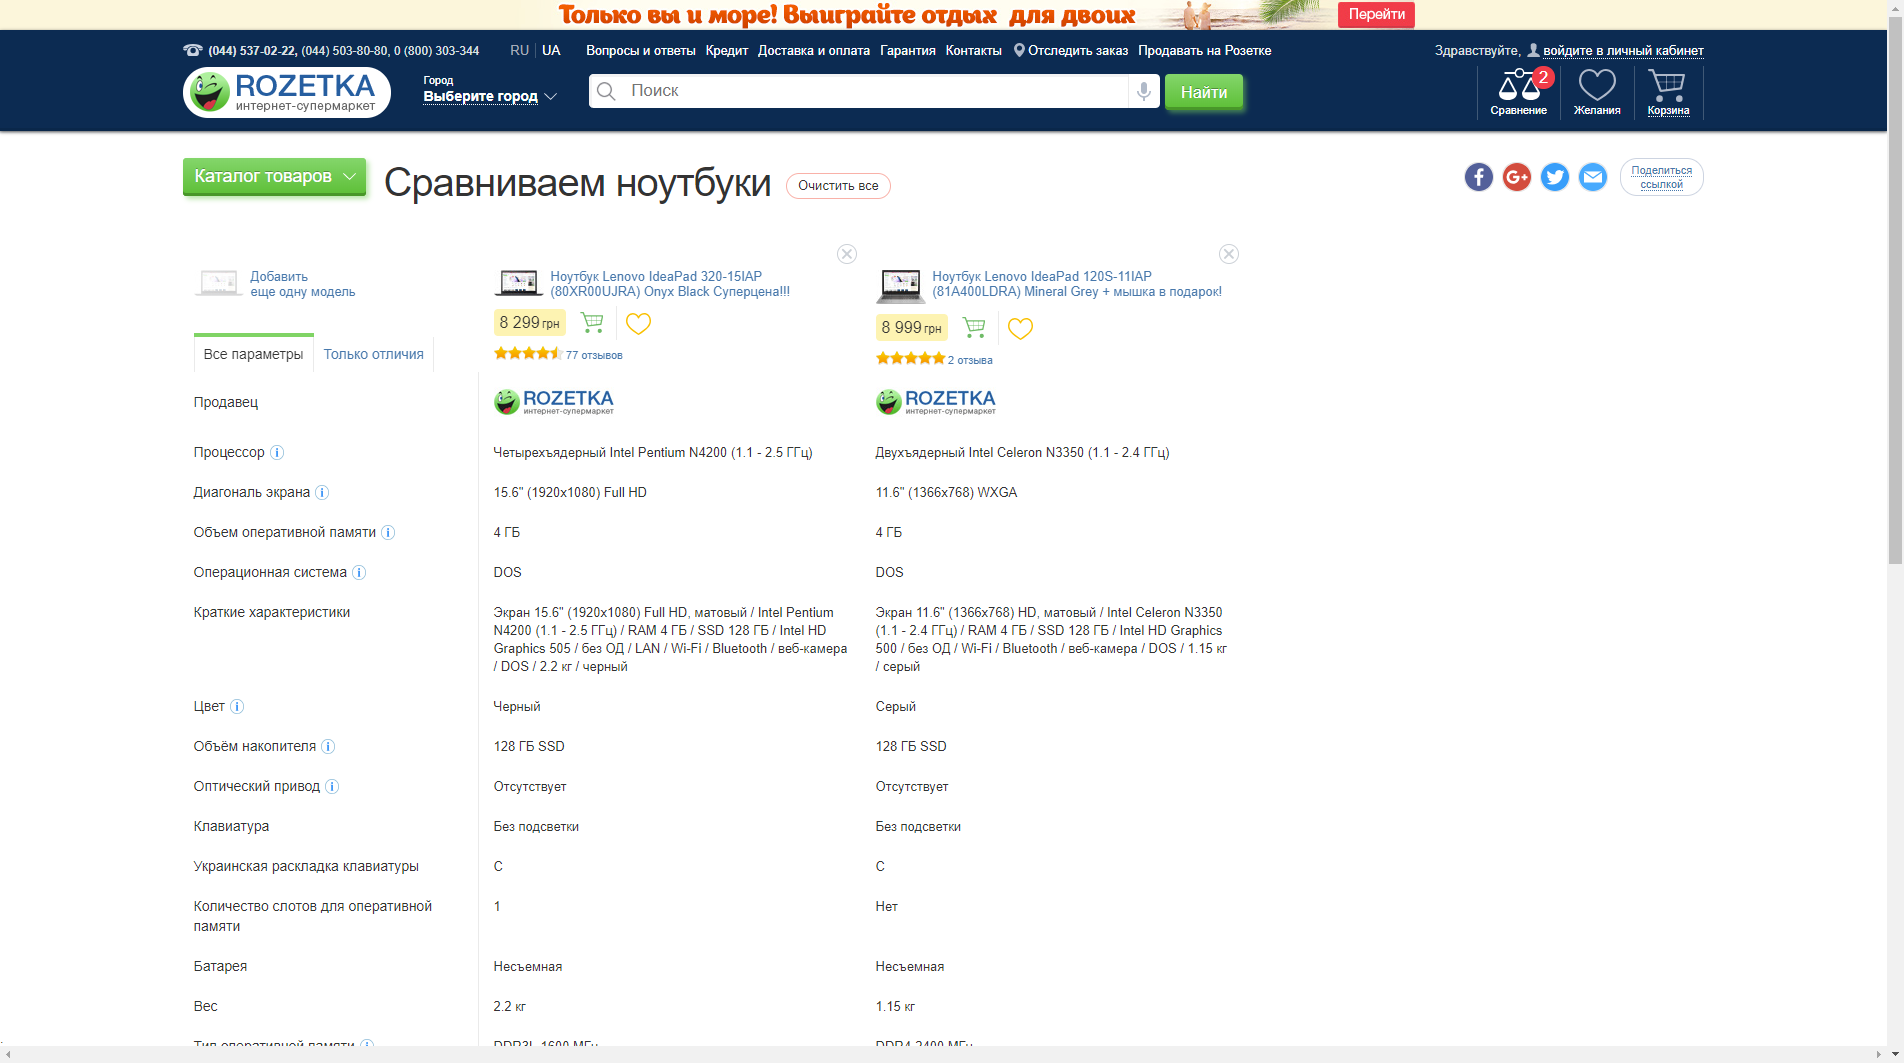 Только вы и море! Выиграйте отдых для двоих
Перейти
(044) 537-02-22, (044) 503-80-80, 0 (800) 303-344
RU UA
Вопросы и ответы Кредит Доставка и оплата Гарантия Контакты Отследить заказ Продавать на Розетке
Здравствуйте, войдите в личный кабинет
ROZETKA
интернет-супермаркет
Город
Выберите город
Поиск
Найти
2
Сравнение
Желания
Корзина
Каталог товаров
Сравниваем ноутбуки
Очистить все
Поделиться
ссылкой
Добавить
еще одну модель
Ноутбук Lenovo IdeaPad 320-15IAP
(80XR00UJRA) Onyx Black Суперцена!!!
8 299 грн
77 отзывов
Ноутбук Lenovo IdeaPad 120S-11IAP
(81A400LDRA) Mineral Grey + мышка в подарок!
8 999 грн
2 отзыва
Все параметры Только отличия
Продавец
ROZETKA
интернет-супермаркет
ROZETKA
интернет-супермаркет
Процессор Четырехъядерный Intel Pentium N4200 (1.1 - 2.5 ГГц) Двухъядерный Intel Celeron N3350 (1.1 - 2.4 ГГц)
Диагональ экрана 15.6" (1920x1080) Full HD 11.6" (1366x768) WXGA
Объем оперативной памяти 4 ГБ 4 ГБ
Операционная система DOS DOS
Краткие характеристики
Экран 15.6" (1920x1080) Full HD, матовый / Intel Pentium
N4200 (1.1 - 2.5 ГГц) / RAM 4 ГБ / SSD 128 ГБ / Intel HD
Graphics 505 / без ОД / LAN / Wi-Fi / Bluetooth / веб-камера
/ DOS / 2.2 кг / черный
Экран 11.6" (1366x768) HD, матовый / Intel Celeron N3350
(1.1 - 2.4 ГГц) / RAM 4 ГБ / SSD 128 ГБ / Intel HD Graphics
500 / без ОД / Wi-Fi / Bluetooth / веб-камера / DOS / 1.15 кг
/ серый
Цвет Черный Серый
Объём накопителя 128 ГБ SSD 128 ГБ SSD
Оптический привод Отсутствует Отсутствует
Клавиатура Без подсветки Без подсветки
Украинская раскладка клавиатуры С С
Количество слотов для оперативной
памяти
1 Нет
Батарея Несъемная Несъемная
Вес 2.2 кг 1.15 кг
Тип оперативной памяти DDR3L-1600 МГц DDR4-2400 МГц